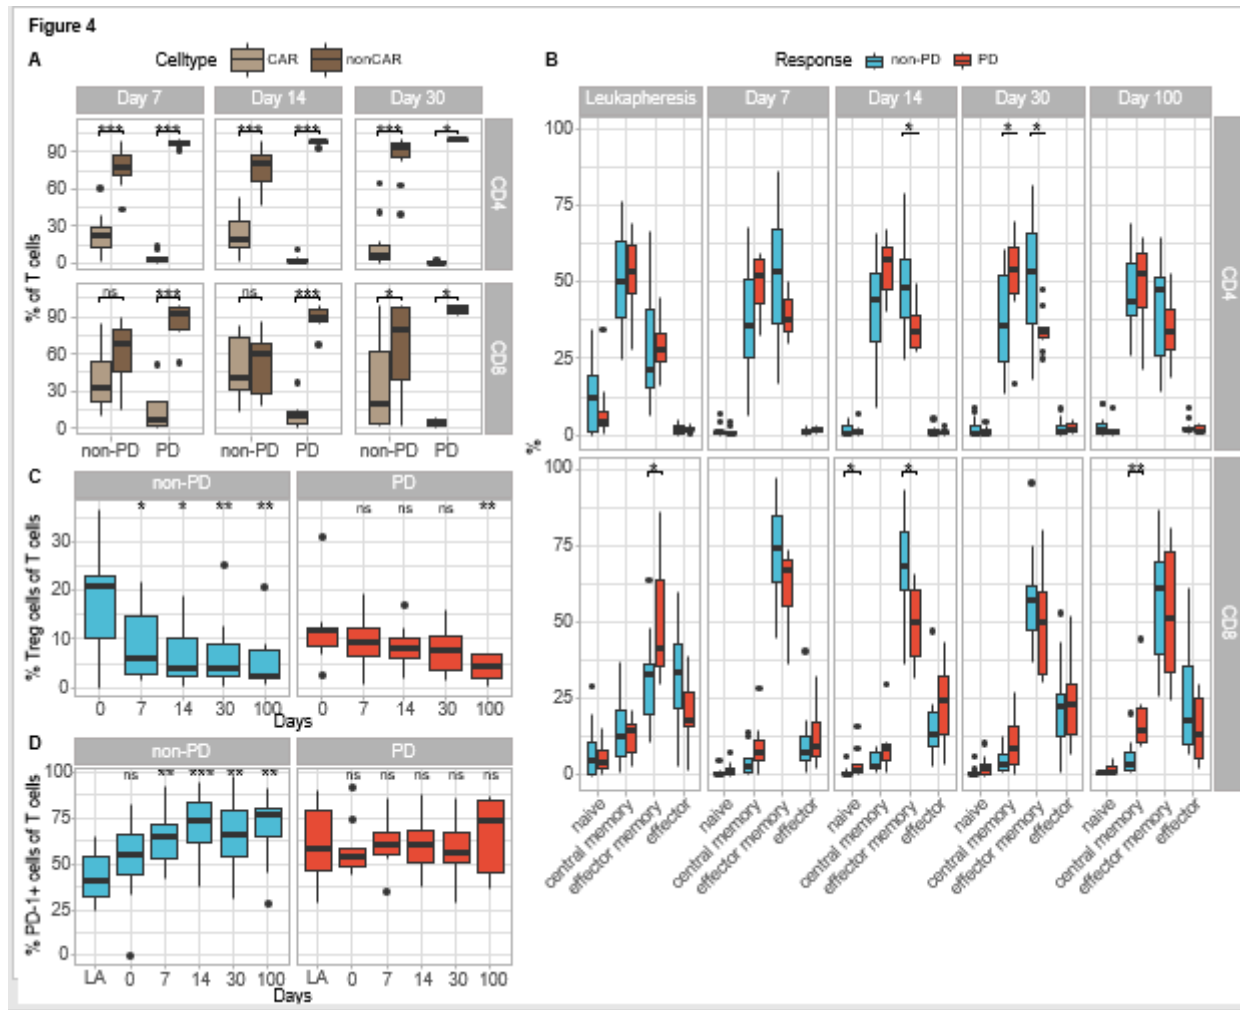 Figure 4
A Celltype CAR nonCAR
Day 7 Day 14 Day 30
*** *** *** *** *** *
90
60
30
0
CD4
ns *** ns *** * *
90
60
30
0
CD8
% of T cells
non-PD PD non-PD PD non-PD PD
B Response non-PD PD
Leukapheresis Day 7 Day 14 Day 30 Day 100
* * *
100
75
50
25
0
CD4
%
* * * **
100
75
50
25
0
CD8
naive central memory effector memory effector naive central memory effector memory effector naive central memory effector memory effector naive central memory effector memory effector naive central memory effector memory effector
C
non-PD PD
* * ** ** ns ns ns **
30
20
10
0
% Treg cells of T cells
0 7 14 30 100 0 7 14 30 100
Days
D
non-PD PD
ns ** *** ** ** ns ns ns ns ns
100
75
50
25
0
% PD-1+ cells of T cells
LA 0 7 14 30 100 LA 0 7 14 30 100
Days